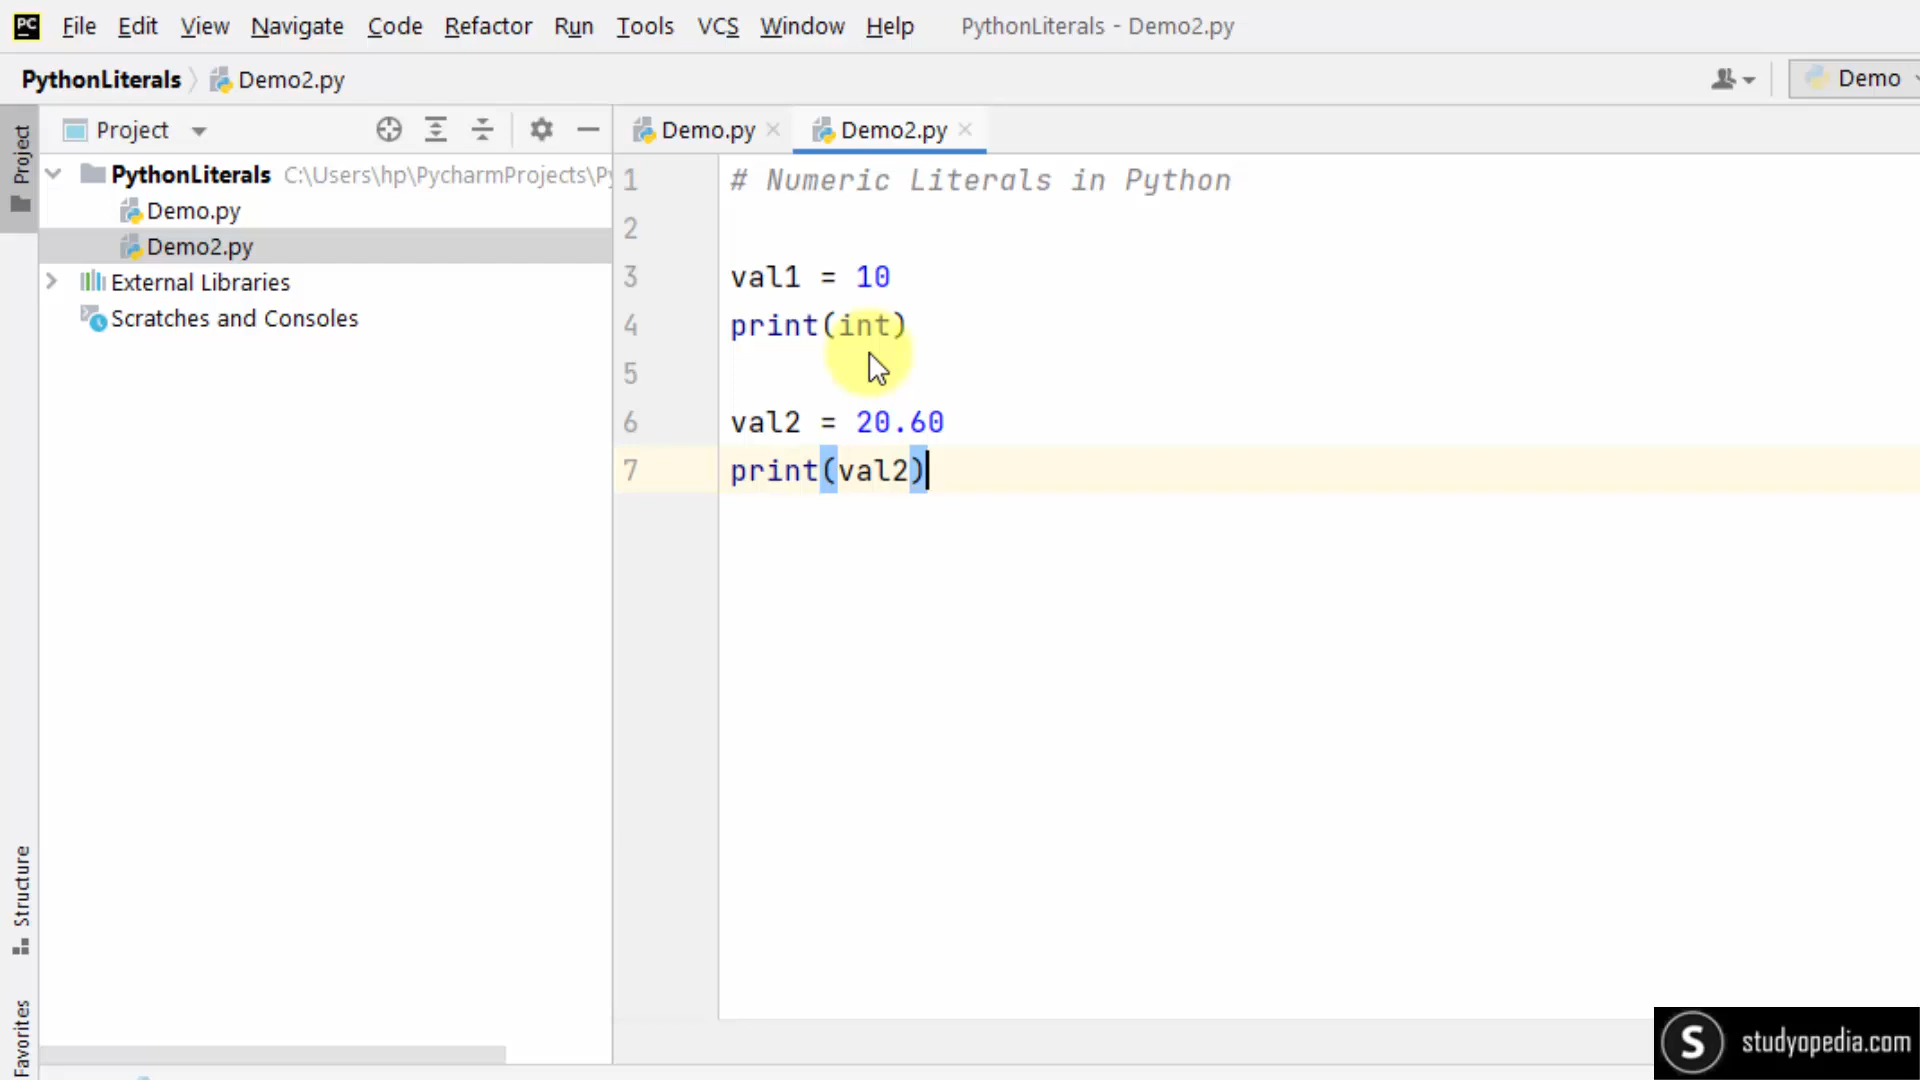 PC File Edit View Navigate Code Refactor Run Tools VCS Window Help PythonLiterals - Demo2.py
PythonLiterals Demo2.py Demo
Project
Project
Demo.py Demo2.py
PythonLiterals C:\Users\hp\PycharmProjects\Py
Demo.py
Demo2.py
External Libraries
Scratches and Consoles
1 # Numeric Literals in Python
2
3 val1 = 10
4 print(int)
5
6 val2 = 20.60
7 print(val2)
Structure
Favorites
S studyopedia.com